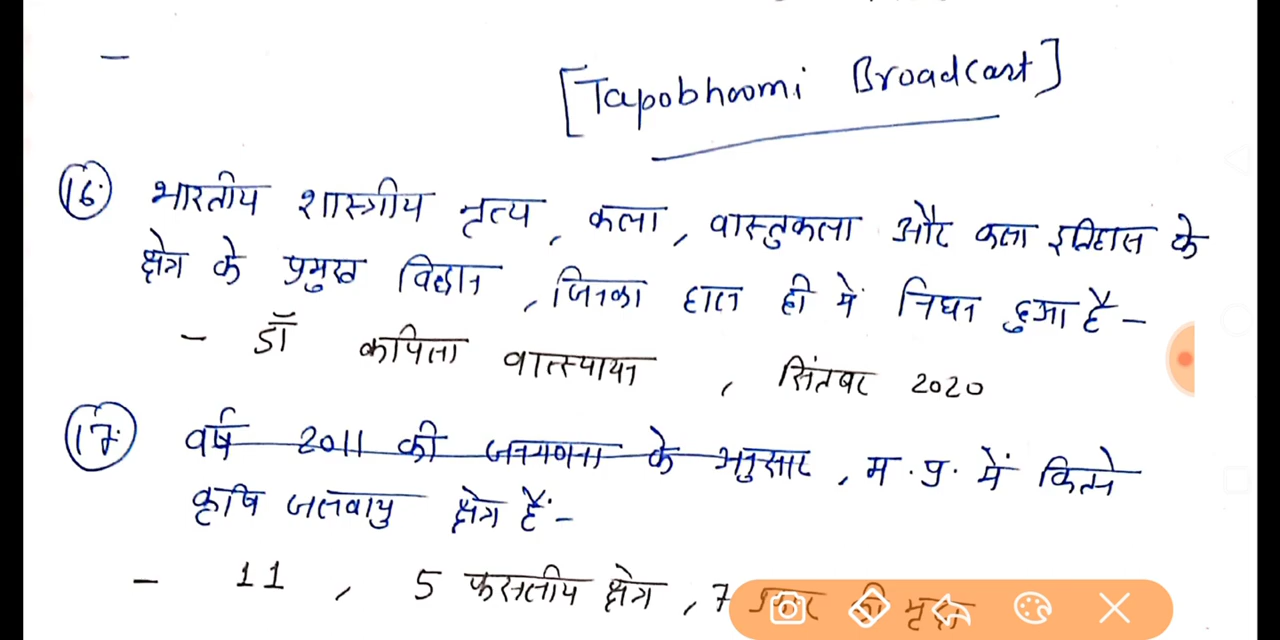 [Tapobhoomi Broadcast]
16. भारतीय शास्त्रीय नृत्य, कला, वास्तुकला और कला इतिहास के
क्षेत्र के प्रमुख विद्वान, जिनका हाल ही में निधन हुआ है -
- डॉ कपिला वात्स्यायन, सितंबर 2020
17. वर्ष 2011 की जनगणना के अनुसार, म.प्र. में कितने
कृषि जलवायु क्षेत्र हैं -
- 11, 5 फसलीय क्षेत्र, 7 प्रकार की मृदा